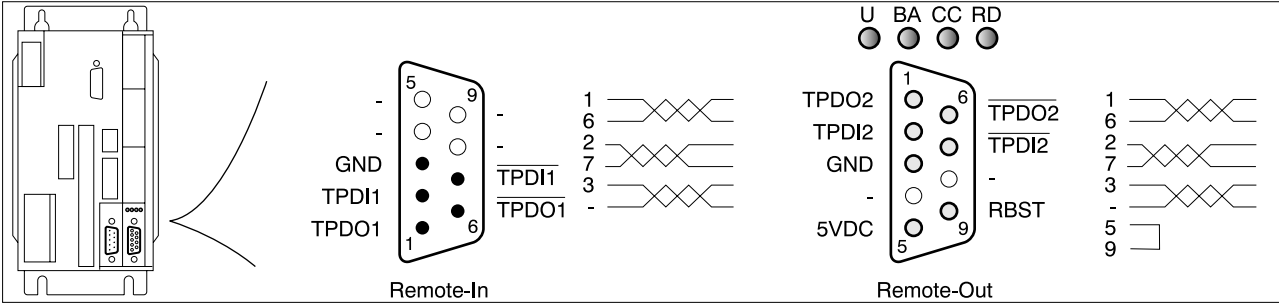 U BA CC RD
5
9
-
-
-
-
GND
TPDI1
TPDI1
TPDO1
TPDO1
1
6
Remote-In
1
6
2
7
3
-
1
6
TPDO2
TPDO2
TPDI2
TPDI2
GND
-
-
RBST
5VDC
5
9
Remote-Out
1
6
2
7
3
-
5
9